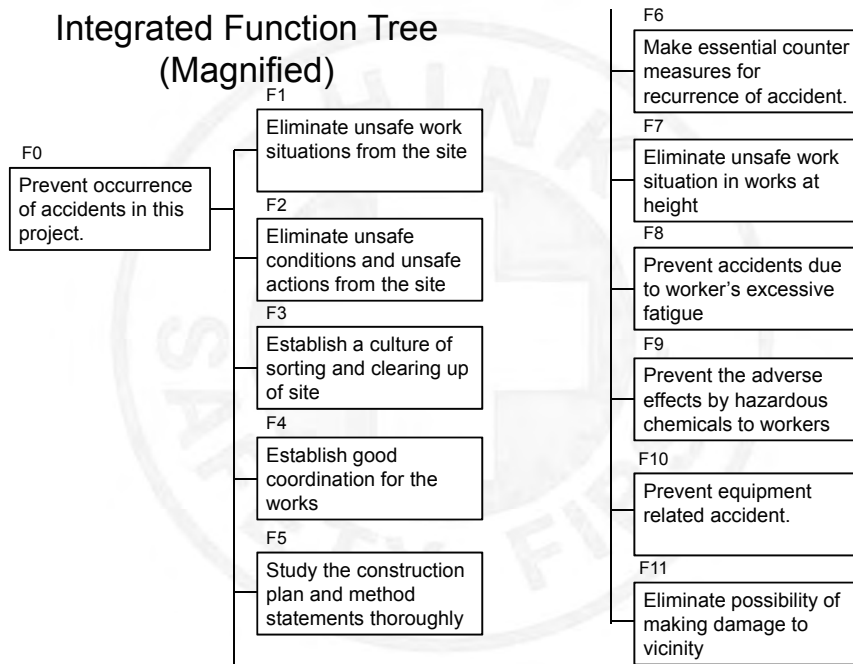 Integrated Function Tree
(Magnified)
F0
Prevent occurrence
of accidents in this
project.
F1
Eliminate unsafe work
situations from the site
F2
Eliminate unsafe
conditions and unsafe
actions from the site
F3
Establish a culture of
sorting and clearing up
of site
F4
Establish good
coordination for the
works
F5
Study the construction
plan and method
statements thoroughly
F6
Make essential counter
measures for
recurrence of accident.
F7
Eliminate unsafe work
situation in works at
height
F8
Prevent accidents due
to worker’s excessive
fatigue
F9
Prevent the adverse
effects by hazardous
chemicals to workers
F10
Prevent equipment
related accident.
F11
Eliminate possibility of
making damage to
vicinity
THINK
SAFETY FIRST